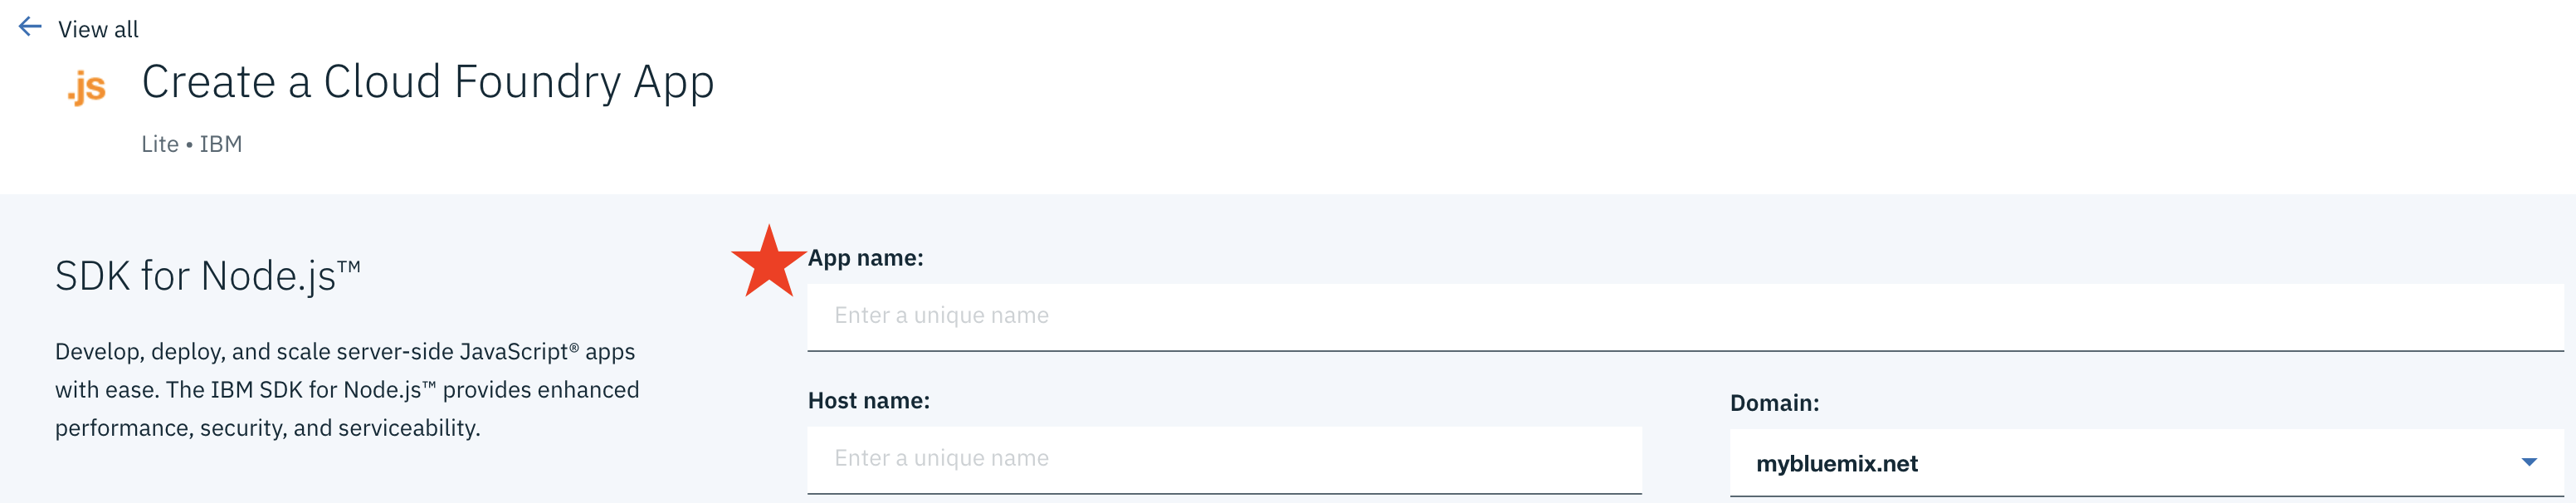 View all
.js
Create a Cloud Foundry App
Lite • IBM
SDK for Node.js™
Develop, deploy, and scale server-side JavaScript® apps
with ease. The IBM SDK for Node.js™ provides enhanced
performance, security, and serviceability.
App name:
Enter a unique name
Host name:
Enter a unique name
Domain:
mybluemix.net